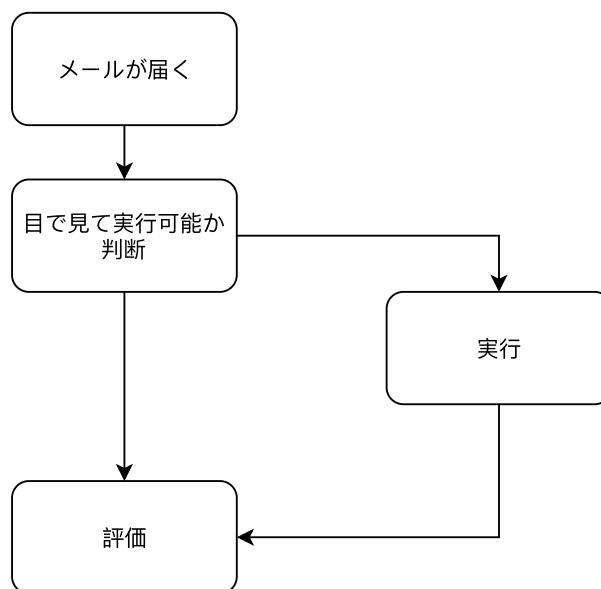 メールが届く
目で見て実行可能か
判断
実行
評価